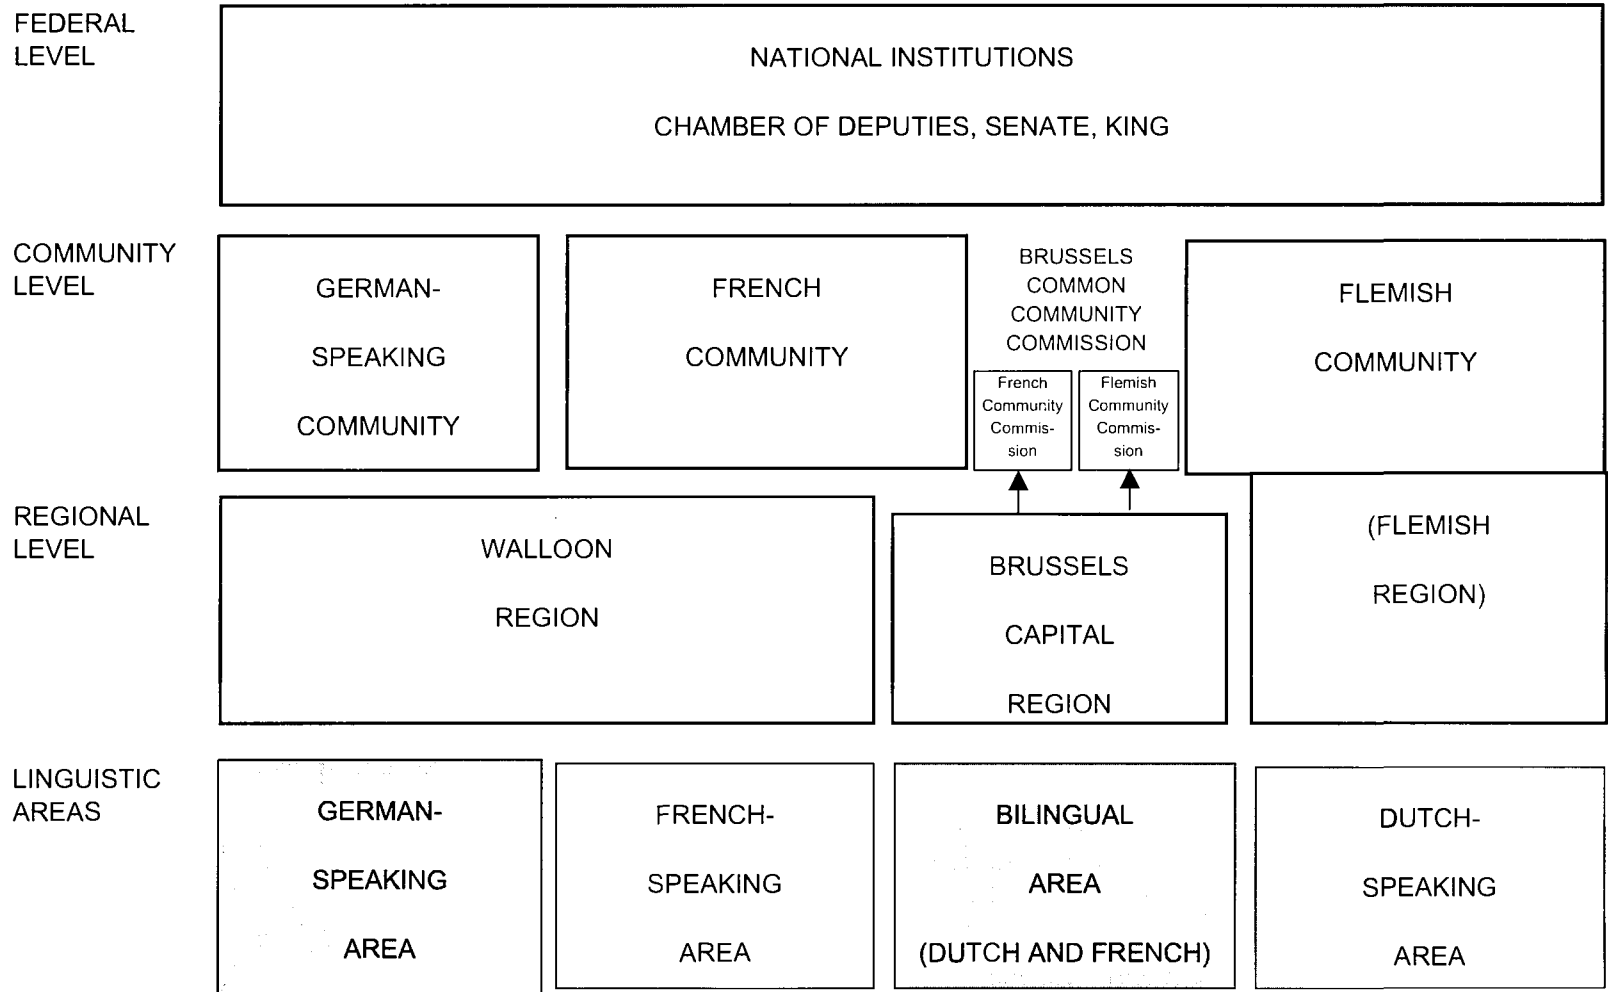 FEDERAL
LEVEL
NATIONAL INSTITUTIONS
CHAMBER OF DEPUTIES, SENATE, KING
COMMUNITY
LEVEL
GERMAN-
SPEAKING
COMMUNITY
FRENCH
COMMUNITY
BRUSSELS
COMMON
COMMUNITY
COMMISSION
French
Community
Commis-
sion
Flemish
Community
Commis-
sion
FLEMISH
COMMUNITY
REGIONAL
LEVEL
WALLOON
REGION
BRUSSELS
CAPITAL
REGION
(FLEMISH
REGION)
LINGUISTIC
AREAS
GERMAN-
SPEAKING
AREA
FRENCH-
SPEAKING
AREA
BILINGUAL
AREA
(DUTCH AND FRENCH)
DUTCH-
SPEAKING
AREA